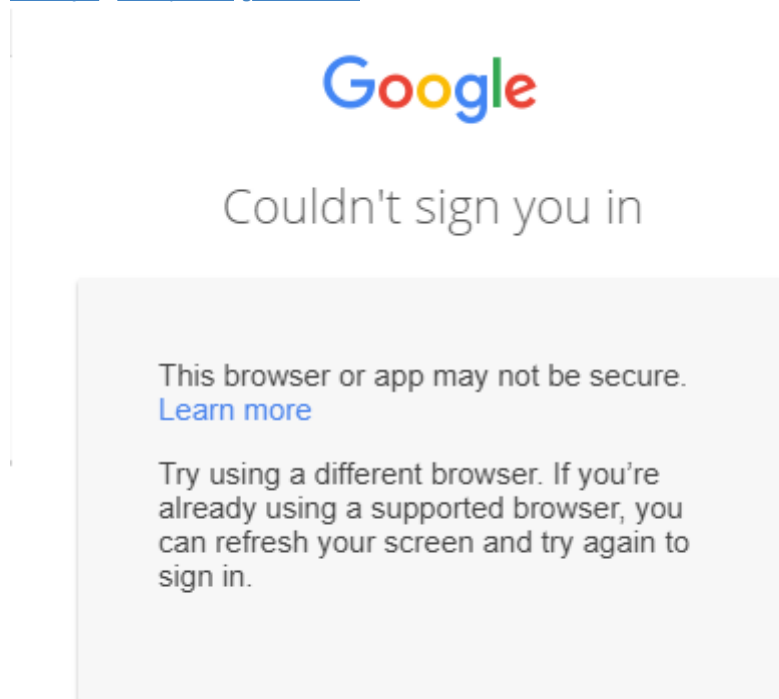 Google
Couldn't sign you in
This browser or app may not be secure.
Learn more
Try using a different browser. If you’re
already using a supported browser, you
can refresh your screen and try again to
sign in.